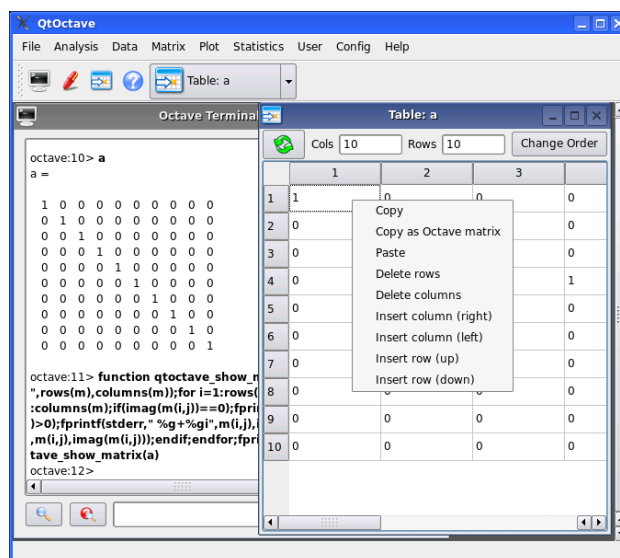 QtOctave
File Analysis Data Matrix Plot Statistics User Config Help
Table: a
Octave Termina
octave:10> a
a =
1 0 0 0 0 0 0 0 0 0
0 1 0 0 0 0 0 0 0 0
0 0 1 0 0 0 0 0 0 0
0 0 0 1 0 0 0 0 0 0
0 0 0 0 1 0 0 0 0 0
0 0 0 0 0 1 0 0 0 0
0 0 0 0 0 0 1 0 0 0
0 0 0 0 0 0 0 1 0 0
0 0 0 0 0 0 0 0 1 0
0 0 0 0 0 0 0 0 0 1
octave:11> function qtoctave_show_m
",rows(m),columns(m));for i=1:rows(
:columns(m);if(imag(m(i,j))==0);fpri
)>0);fprintf(stderr," %g+%gi",m(i,j),i
,m(i,j),imag(m(i,j)));endif;endfor;fpri
tave_show_matrix(a)
octave:12>
Table: a
Cols 10 Rows 10 Change Order
1 2 3
1 1 0 0 0
2 0 0
3 0 0
4 0 1
5 0 0
6 0 0
7 0 0
8 0 0 0 0
9 0 0 0 0
10 0 0 0 0
Copy
Copy as Octave matrix
Paste
Delete rows
Delete columns
Insert column (right)
Insert column (left)
Insert row (up)
Insert row (down)